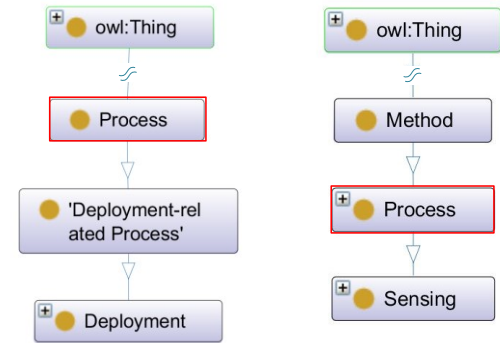 owl:Thing
Process
'Deployment-rel
ated Process'
Deployment
owl:Thing
Method
Process
Sensing